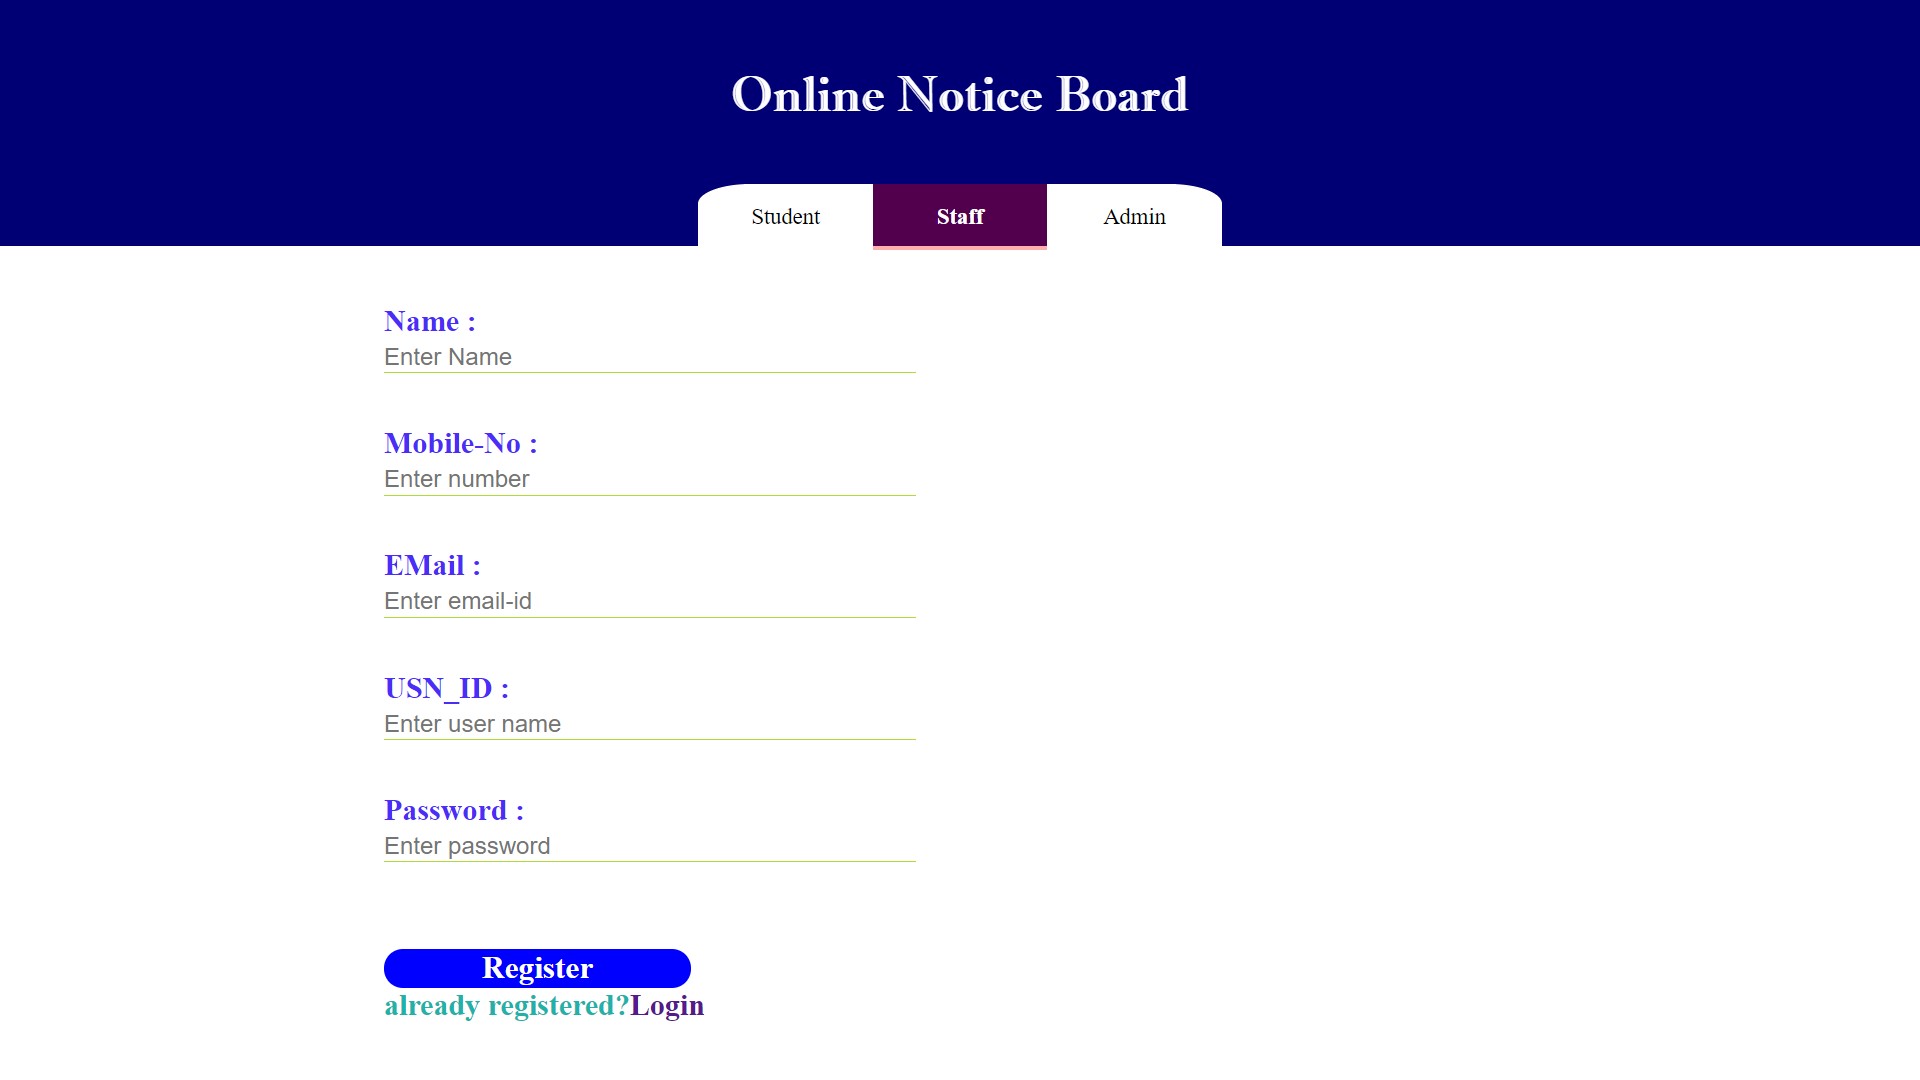 Online Notice Board
Student Staff Admin
Name :
Enter Name
Mobile-No :
Enter number
EMail :
Enter email-id
USN_ID :
Enter user name
Password :
Enter password
Register
already registered?Login